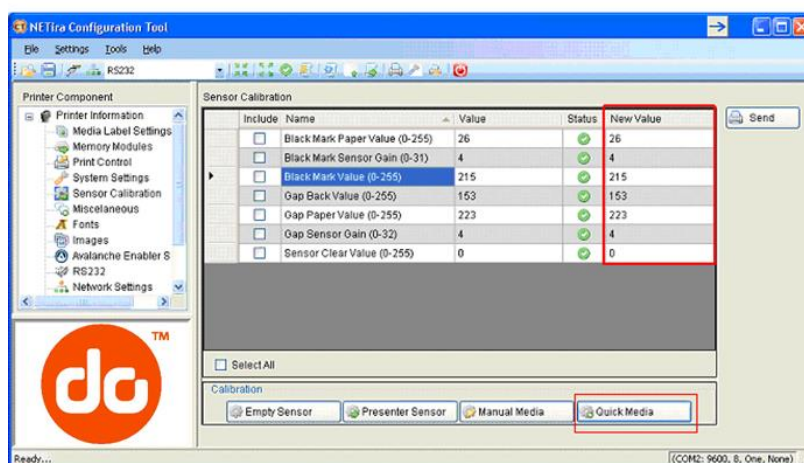 NETira Configuration Tool
File Settings Tools Help
RS232
Printer Component
Printer Information
Media Label Settings
Memory Modules
Print Control
System Settings
Sensor Calibration
Miscellaneous
Fonts
Images
Avalanche Enabler S
RS232
Network Settings
do TM
Sensor Calibration
Include Name Value Status New Value
Black Mark Paper Value (0-255) 26 26
Black Mark Sensor Gain (0-31) 4 4
Black Mark Value (0-255) 215 215
Gap Back Value (0-255) 153 153
Gap Paper Value (0-255) 223 223
Gap Sensor Gain (0-32) 4 4
Sensor Clear Value (0-255) 0 0
Select All
Calibration
Empty Sensor Presenter Sensor Manual Media Quick Media
Send
Ready... (COM2: 9600, 8, One, None)